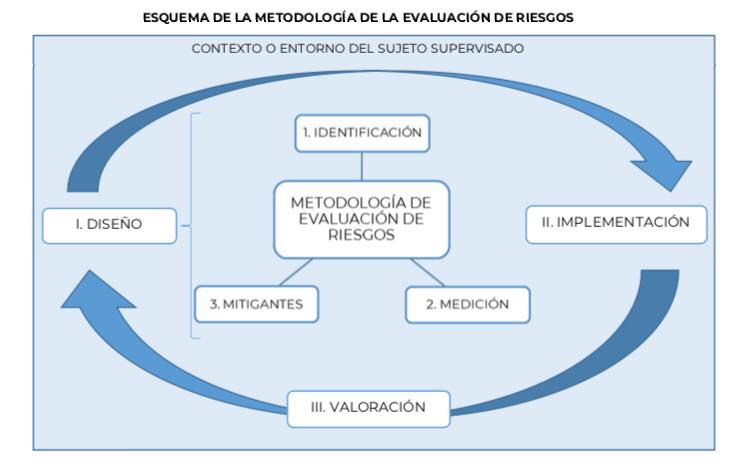 ESQUEMA DE LA METODOLOGÍA DE LA EVALUACIÓN DE RIESGOS
CONTEXTO O ENTORNO DEL SUJETO SUPERVISADO
1. IDENTIFICACIÓN
METODOLOGÍA DE
EVALUACIÓN DE
RIESGOS
I. DISEÑO
II. IMPLEMENTACIÓN
3. MITIGANTES
2. MEDICIÓN
III. VALORACIÓN